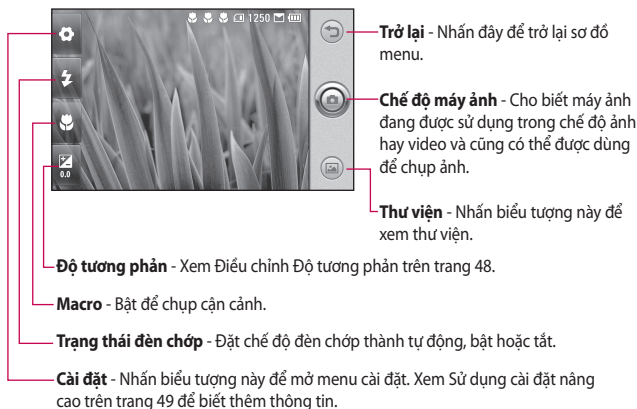 1250
0.0
Trở lại - Nhấn đây để trở lại sơ đồ
menu.
Chế độ máy ảnh - Cho biết máy ảnh
đang được sử dụng trong chế độ ảnh
hay video và cũng có thể được dùng
để chụp ảnh.
Thư viện - Nhấn biểu tượng này để
xem thư viện.
Độ tương phản - Xem Điều chỉnh Độ tương phản trên trang 48.
Macro - Bật để chụp cận cảnh.
Trạng thái đèn chớp - Đặt chế độ đèn chớp thành tự động, bật hoặc tắt.
Cài đặt - Nhấn biểu tượng này để mở menu cài đặt. Xem Sử dụng cài đặt nâng
cao trên trang 49 để biết thêm thông tin.